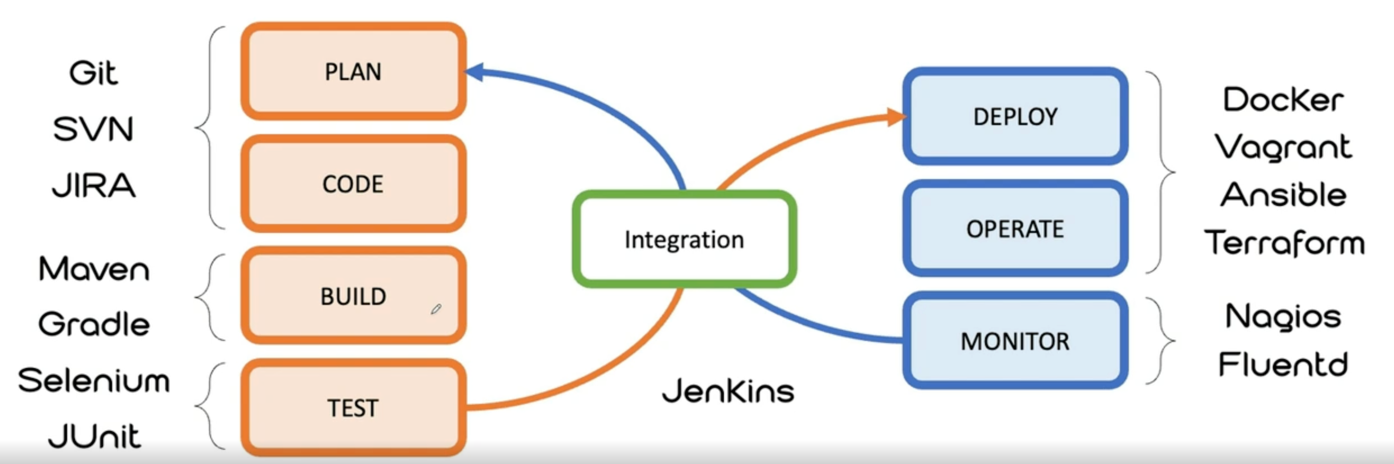 Git
SVN
JIRA
Maven
Gradle
Selenium
JUnit
PLAN
CODE
BUILD
TEST
Integration
Jenkins
DEPLOY
OPERATE
MONITOR
Docker
Vagrant
Ansible
Terraform
Nagios
Fluentd